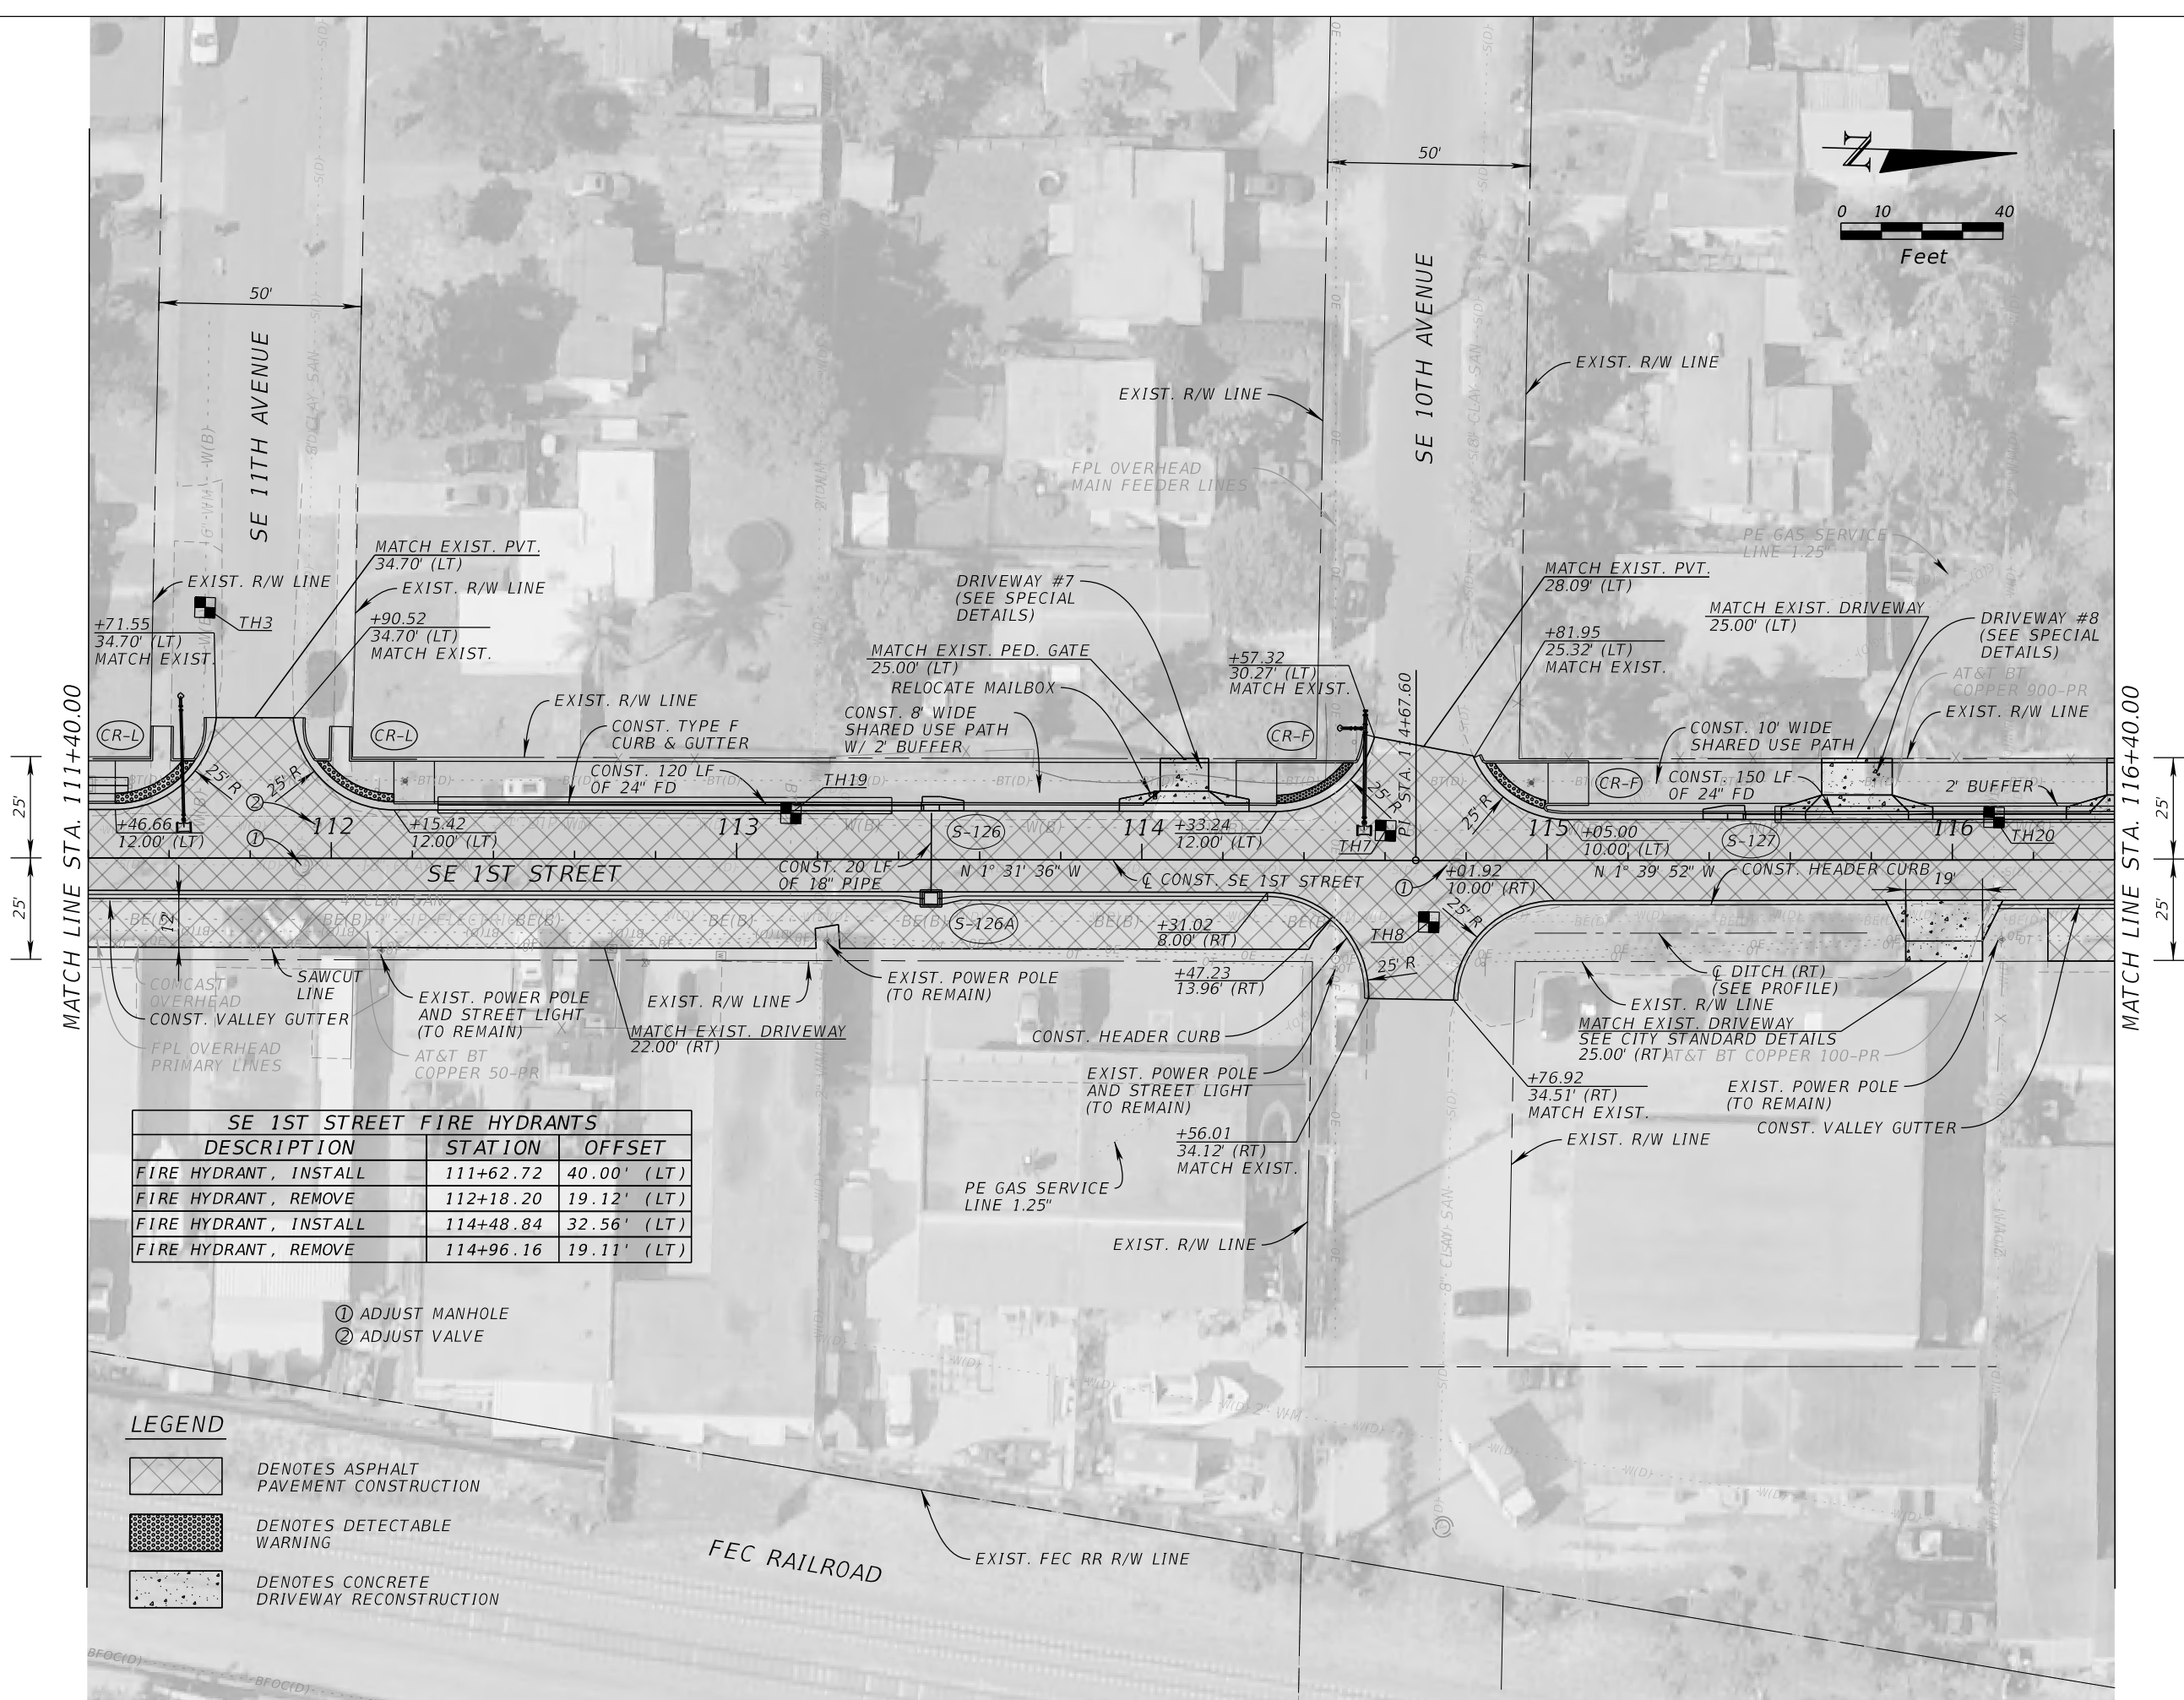 50'
50'
N
0 10 40
Feet
SE 11TH AVENUE
SE 10TH AVENUE
EXIST. R/W LINE
EXIST. R/W LINE
FPL OVERHEAD
MAIN FEEDER LINES
8" CLAY SAN
PE GAS SERVICE
LINE 1.25"
MATCH EXIST. PVT.
34.70' (LT)
EXIST. R/W LINE
EXIST. R/W LINE
TH3
+71.55
34.70' (LT)
MATCH EXIST.
+90.52
34.70' (LT)
MATCH EXIST.
DRIVEWAY #7
(SEE SPECIAL
DETAILS)
MATCH EXIST. PED. GATE
25.00' (LT)
RELOCATE MAILBOX
EXIST. R/W LINE
CONST. TYPE F
CURB & GUTTER
CONST. 8' WIDE
SHARED USE PATH
W/ 2' BUFFER
CONST. 120 LF
OF 24" FD
TH19
+57.32
30.27' (LT)
MATCH EXIST.
MATCH EXIST. PVT.
28.09' (LT)
+81.95
25.32' (LT)
MATCH EXIST.
MATCH EXIST. DRIVEWAY
25.00' (LT)
DRIVEWAY #8
(SEE SPECIAL
DETAILS)
AT&T BT
COPPER 900-PR
EXIST. R/W LINE
CONST. 10' WIDE
SHARED USE PATH
CONST. 150 LF
OF 24" FD
2' BUFFER
CR-L
CR-L
CR-F
CR-F
25' R
25' R
25' R
25' R
PI STA. 114+67.60
MATCH LINE STA. 111+40.00
MATCH LINE STA. 116+40.00
25'
25'
25'
25'
+46.66
12.00' (LT)
2
1
112
+15.42
12.00' (LT)
113
S-126
114
+33.24
12.00' (LT)
TH7
115
+05.00
10.00' (LT)
S-127
116
TH20
SE 1ST STREET
CONST. 20 LF
OF 18" PIPE
N 1° 31' 36" W
℄ CONST. SE 1ST STREET
1
+01.92
10.00' (RT)
N 1° 39' 52" W
CONST. HEADER CURB
19'
12'
S-126A
+31.02
8.00' (RT)
TH8
25' R
25' R
+47.23
13.96' (RT)
COMCAST
OVERHEAD
SAWCUT
LINE
CONST. VALLEY GUTTER
FPL OVERHEAD
PRIMARY LINES
EXIST. POWER POLE
AND STREET LIGHT
(TO REMAIN)
AT&T BT
COPPER 50-PR
EXIST. R/W LINE
MATCH EXIST. DRIVEWAY
22.00' (RT)
EXIST. POWER POLE
(TO REMAIN)
CONST. HEADER CURB
EXIST. POWER POLE
AND STREET LIGHT
(TO REMAIN)
℄ DITCH (RT)
(SEE PROFILE)
EXIST. R/W LINE
MATCH EXIST. DRIVEWAY
SEE CITY STANDARD DETAILS
25.00' (RT)
AT&T BT COPPER 100-PR
+76.92
34.51' (RT)
MATCH EXIST.
EXIST. POWER POLE
(TO REMAIN)
CONST. VALLEY GUTTER
+56.01
34.12' (RT)
MATCH EXIST.
EXIST. R/W LINE
PE GAS SERVICE
LINE 1.25"
EXIST. R/W LINE
8" CLAY SAN
SE 1ST STREET FIRE HYDRANTS
DESCRIPTION STATION OFFSET
FIRE HYDRANT, INSTALL 111+62.72 40.00' (LT)
FIRE HYDRANT, REMOVE 112+18.20 19.12' (LT)
FIRE HYDRANT, INSTALL 114+48.84 32.56' (LT)
FIRE HYDRANT, REMOVE 114+96.16 19.11' (LT)
1 ADJUST MANHOLE
2 ADJUST VALVE
LEGEND
DENOTES ASPHALT
PAVEMENT CONSTRUCTION
DENOTES DETECTABLE
WARNING
DENOTES CONCRETE
DRIVEWAY RECONSTRUCTION
FEC RAILROAD
EXIST. FEC RR R/W LINE
BFOC(D)
BFOC(D)